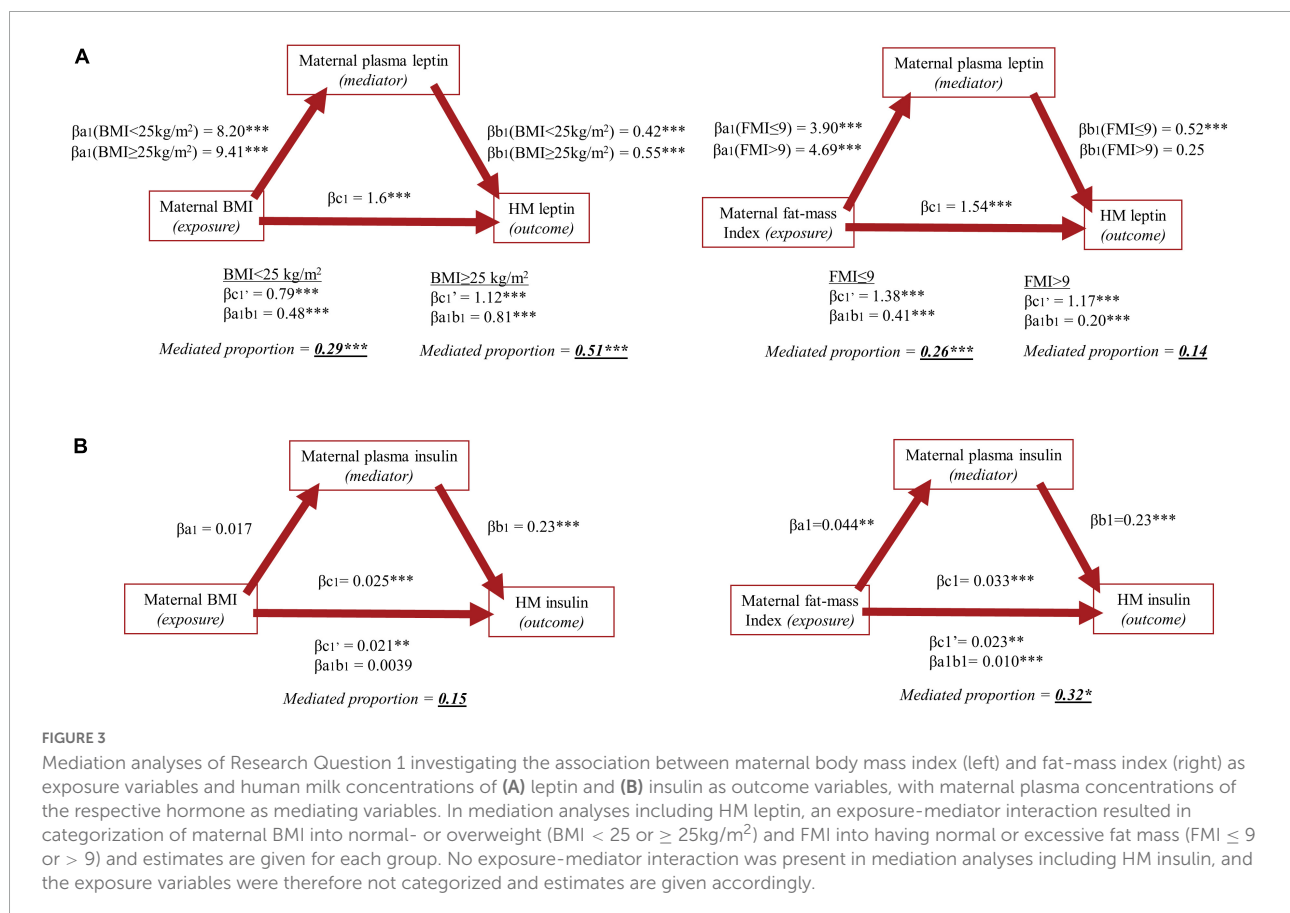 A
Maternal plasma leptin
(mediator)
βa1(BMI<25kg/m²) = 8.20***
βa1(BMI≥25kg/m²) = 9.41***
βb1(BMI<25kg/m²) = 0.42***
βb1(BMI≥25kg/m²) = 0.55***
Maternal BMI
(exposure)
βc1 = 1.6***
HM leptin
(outcome)
BMI<25 kg/m²
βc1' = 0.79***
βa1b1 = 0.48***
Mediated proportion = 0.29***
BMI≥25 kg/m²
βc1' = 1.12***
βa1b1 = 0.81***
Mediated proportion = 0.51***
Maternal plasma leptin
(mediator)
βa1(FMI≤9) = 3.90***
βa1(FMI>9) = 4.69***
βb1(FMI≤9) = 0.52***
βb1(FMI>9) = 0.25
Maternal fat-mass
Index (exposure)
βc1 = 1.54***
HM leptin
(outcome)
FMI≤9
βc1' = 1.38***
βa1b1 = 0.41***
Mediated proportion = 0.26***
FMI>9
βc1' = 1.17***
βa1b1 = 0.20***
Mediated proportion = 0.14
B
Maternal plasma insulin
(mediator)
βa1 = 0.017
βb1 = 0.23***
Maternal BMI
(exposure)
βc1= 0.025***
HM insulin
(outcome)
βc1' = 0.021**
βa1b1 = 0.0039
Mediated proportion = 0.15
Maternal plasma insulin
(mediator)
βa1=0.044**
βb1=0.23***
Maternal fat-mass
Index (exposure)
βc1= 0.033***
HM insulin
(outcome)
βc1'= 0.023**
βa1b1= 0.010***
Mediated proportion = 0.32*
FIGURE 3
Mediation analyses of Research Question 1 investigating the association between maternal body mass index (left) and fat-mass index (right) as
exposure variables and human milk concentrations of (A) leptin and (B) insulin as outcome variables, with maternal plasma concentrations of
the respective hormone as mediating variables. In mediation analyses including HM leptin, an exposure-mediator interaction resulted in
categorization of maternal BMI into normal- or overweight (BMI < 25 or ≥ 25kg/m²) and FMI into having normal or excessive fat mass (FMI ≤ 9
or > 9) and estimates are given for each group. No exposure-mediator interaction was present in mediation analyses including HM insulin, and
the exposure variables were therefore not categorized and estimates are given accordingly.